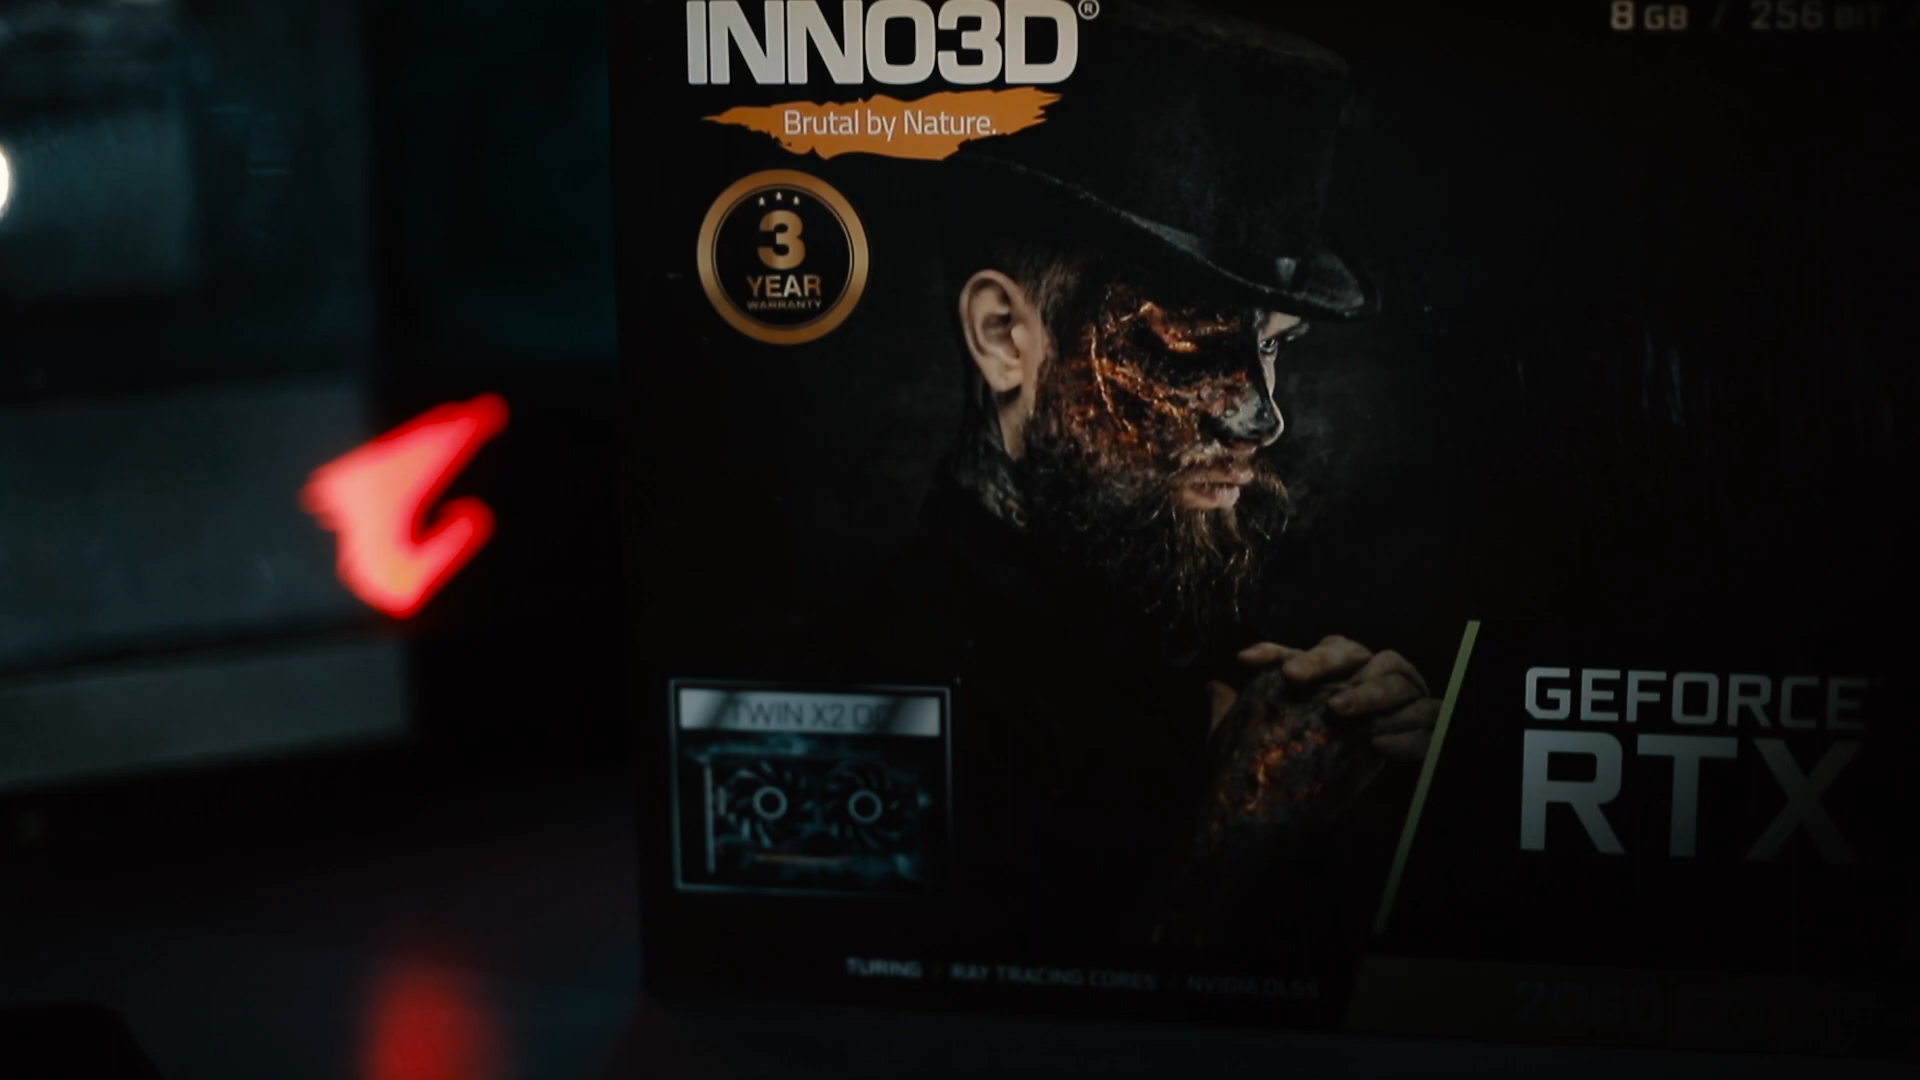 INNO3D®
8 GB / 256 BIT
Brutal by Nature.
3
YEAR
WARRANTY
TWIN X2 OC
GEFORCE
RTX
TURING / RAY TRACING CORES / NVIDIA DLSS
2060